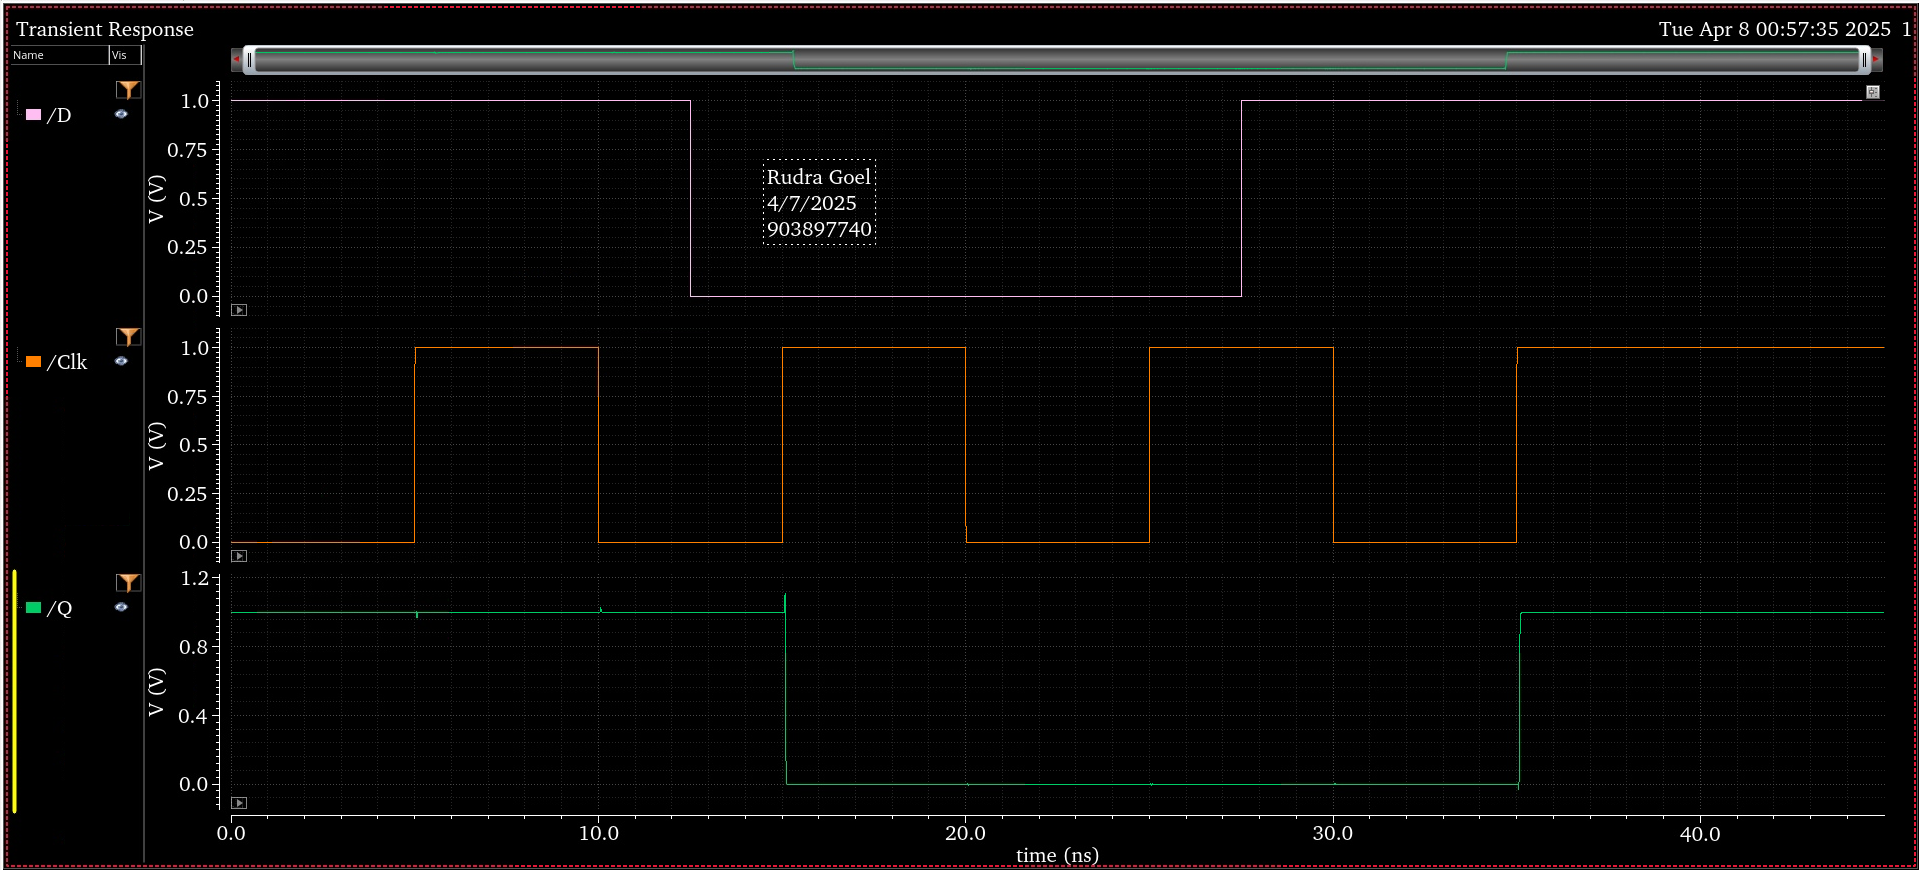 Transient Response
Tue Apr 8 00:57:35 2025 1
Name Vis
/D
1.0
0.75
0.5
0.25
0.0
V (V)
Rudra Goel
4/7/2025
903897740
/Clk
1.0
0.75
0.5
0.25
0.0
V (V)
/Q
1.2
0.8
0.4
0.0
V (V)
0.0 10.0 20.0 30.0 40.0
time (ns)